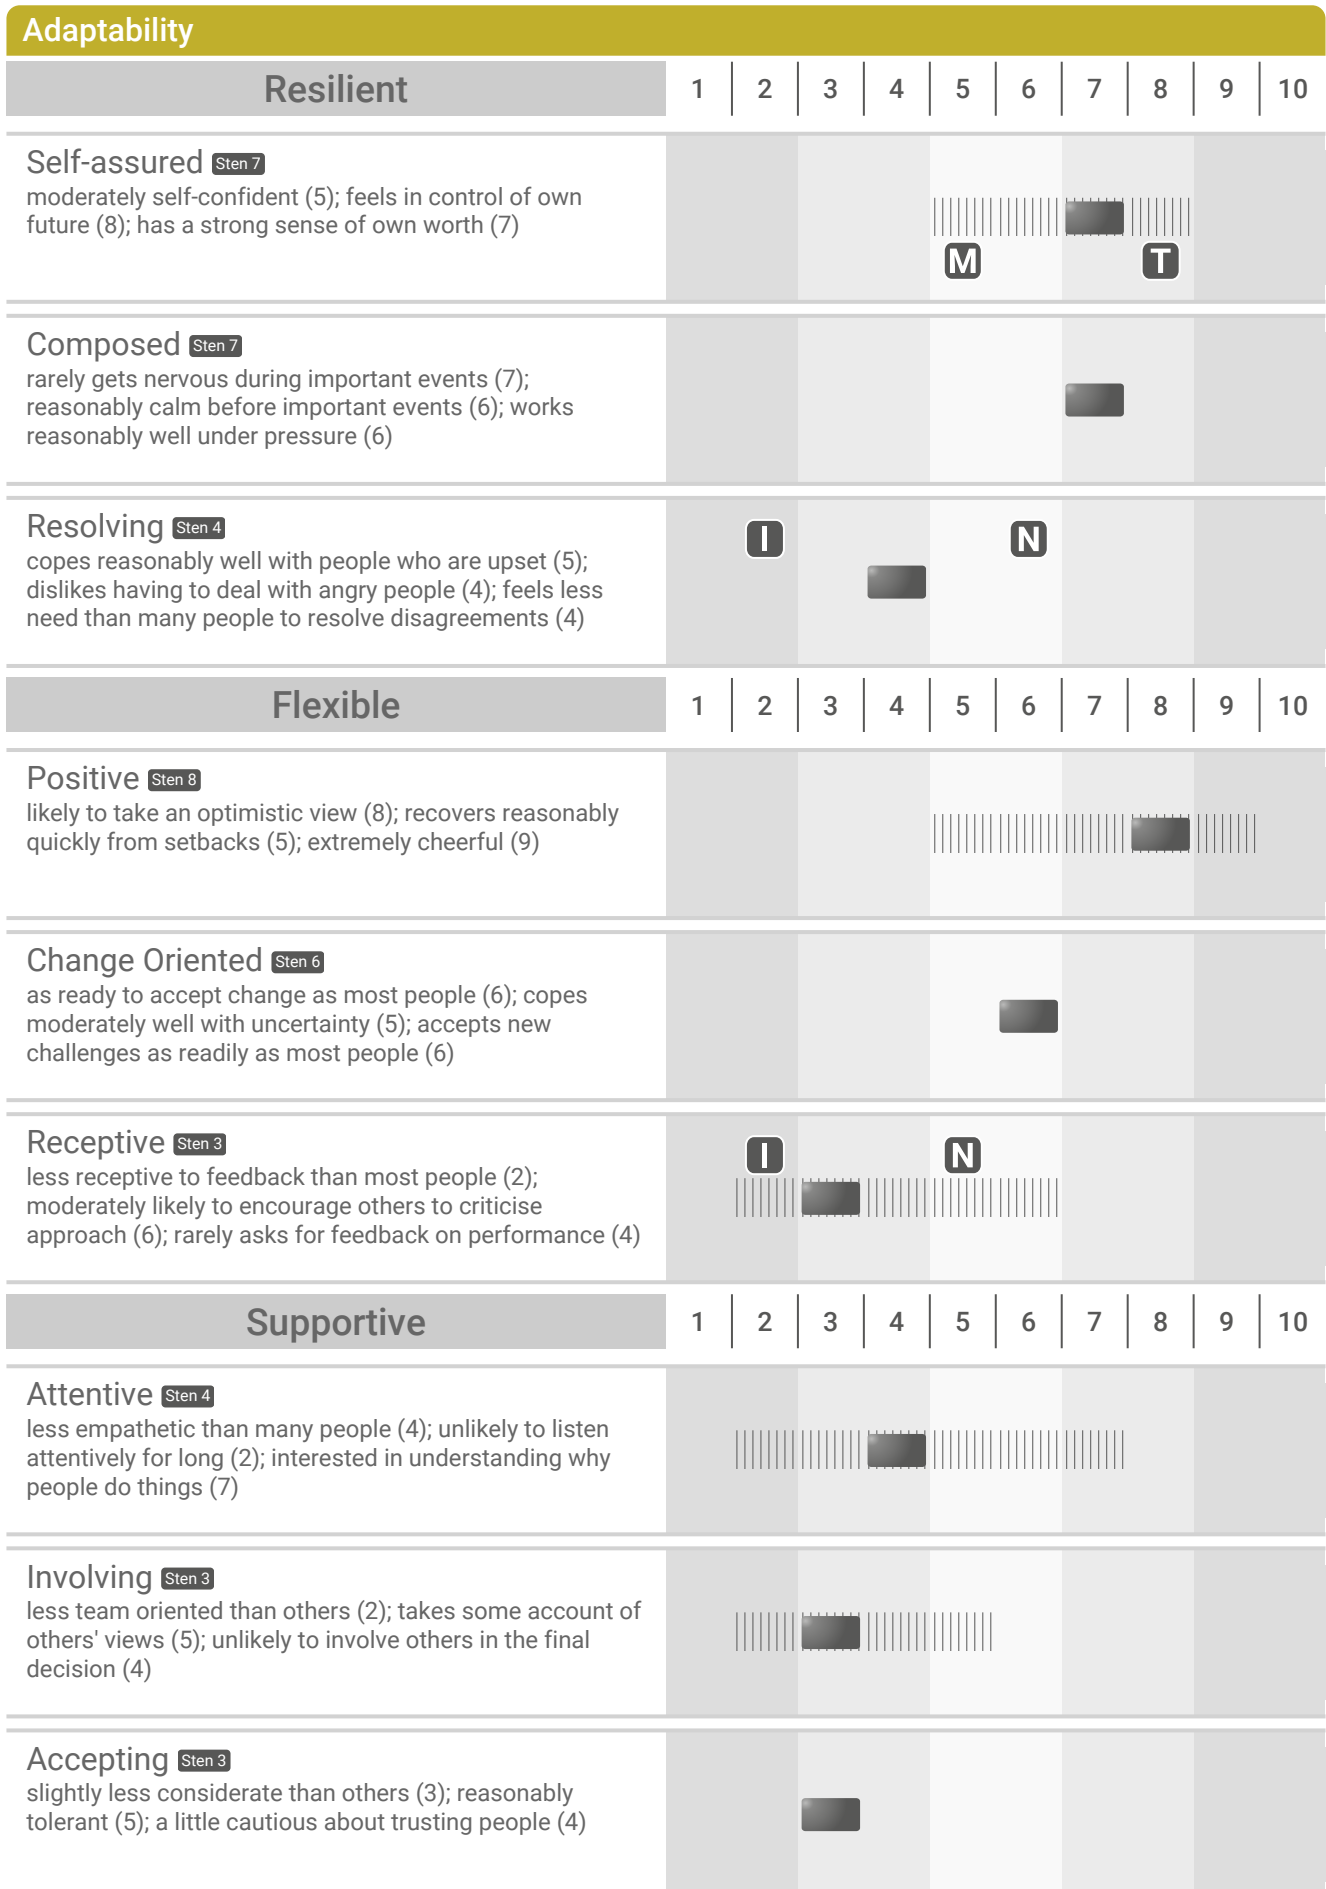 Adaptability
Resilient 1 2 3 4 5 6 7 8 9 10
Self-assured Sten 7
moderately self-confident (5); feels in control of own
future (8); has a strong sense of own worth (7)
M T
Composed Sten 7
rarely gets nervous during important events (7);
reasonably calm before important events (6); works
reasonably well under pressure (6)
Resolving Sten 4
I N
copes reasonably well with people who are upset (5);
dislikes having to deal with angry people (4); feels less
need than many people to resolve disagreements (4)
Flexible 1 2 3 4 5 6 7 8 9 10
Positive Sten 8
likely to take an optimistic view (8); recovers reasonably
quickly from setbacks (5); extremely cheerful (9)
Change Oriented Sten 6
as ready to accept change as most people (6); copes
moderately well with uncertainty (5); accepts new
challenges as readily as most people (6)
Receptive Sten 3
I N
less receptive to feedback than most people (2);
moderately likely to encourage others to criticise
approach (6); rarely asks for feedback on performance (4)
Supportive 1 2 3 4 5 6 7 8 9 10
Attentive Sten 4
less empathetic than many people (4); unlikely to listen
attentively for long (2); interested in understanding why
people do things (7)
Involving Sten 3
less team oriented than others (2); takes some account of
others' views (5); unlikely to involve others in the final
decision (4)
Accepting Sten 3
slightly less considerate than others (3); reasonably
tolerant (5); a little cautious about trusting people (4)